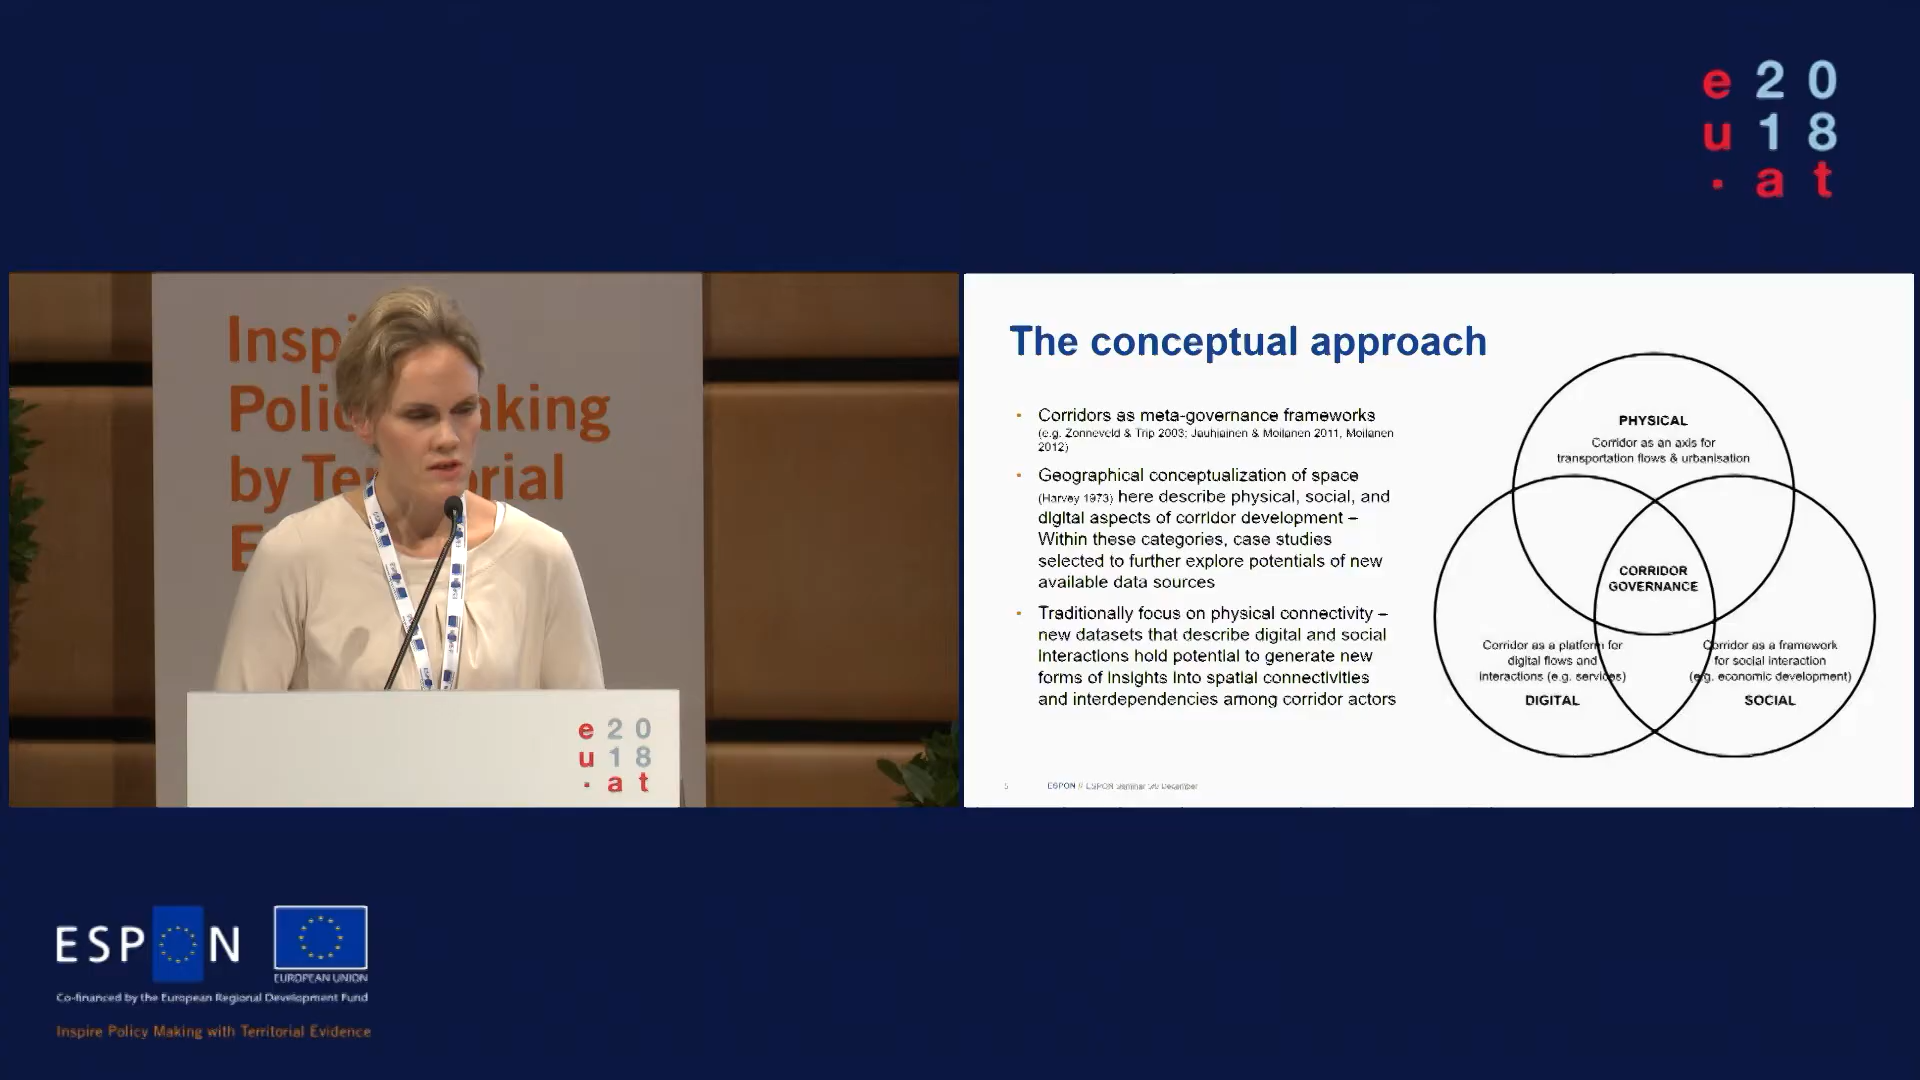 e 2 0
u 1 8
. a t
Insp
Poli aking
by Te rial
E
e 2 0
u 1 8
. a t
The conceptual approach
• Corridors as meta-governance frameworks
(e.g. Zonneveld & Trip 2003; Jauhiainen & Moilanen 2011, Moilanen
2012)
• Geographical conceptualization of space
(Harvey 1973) here describe physical, social, and
digital aspects of corridor development –
Within these categories, case studies
selected to further explore potentials of new
available data sources
• Traditionally focus on physical connectivity –
new datasets that describe digital and social
interactions hold potential to generate new
forms of insights into spatial connectivities
and interdependencies among corridor actors
PHYSICAL
Corridor as an axis for
transportation flows & urbanisation
CORRIDOR
GOVERNANCE
Corridor as a platform for
digital flows and
interactions (e.g. services)
DIGITAL
Corridor as a framework
for social interaction
(e.g. economic development)
SOCIAL
5 ESPON // ESPON Seminar 5/6 December
ESPON
EUROPEAN UNION
Co-financed by the European Regional Development Fund
Inspire Policy Making with Territorial Evidence